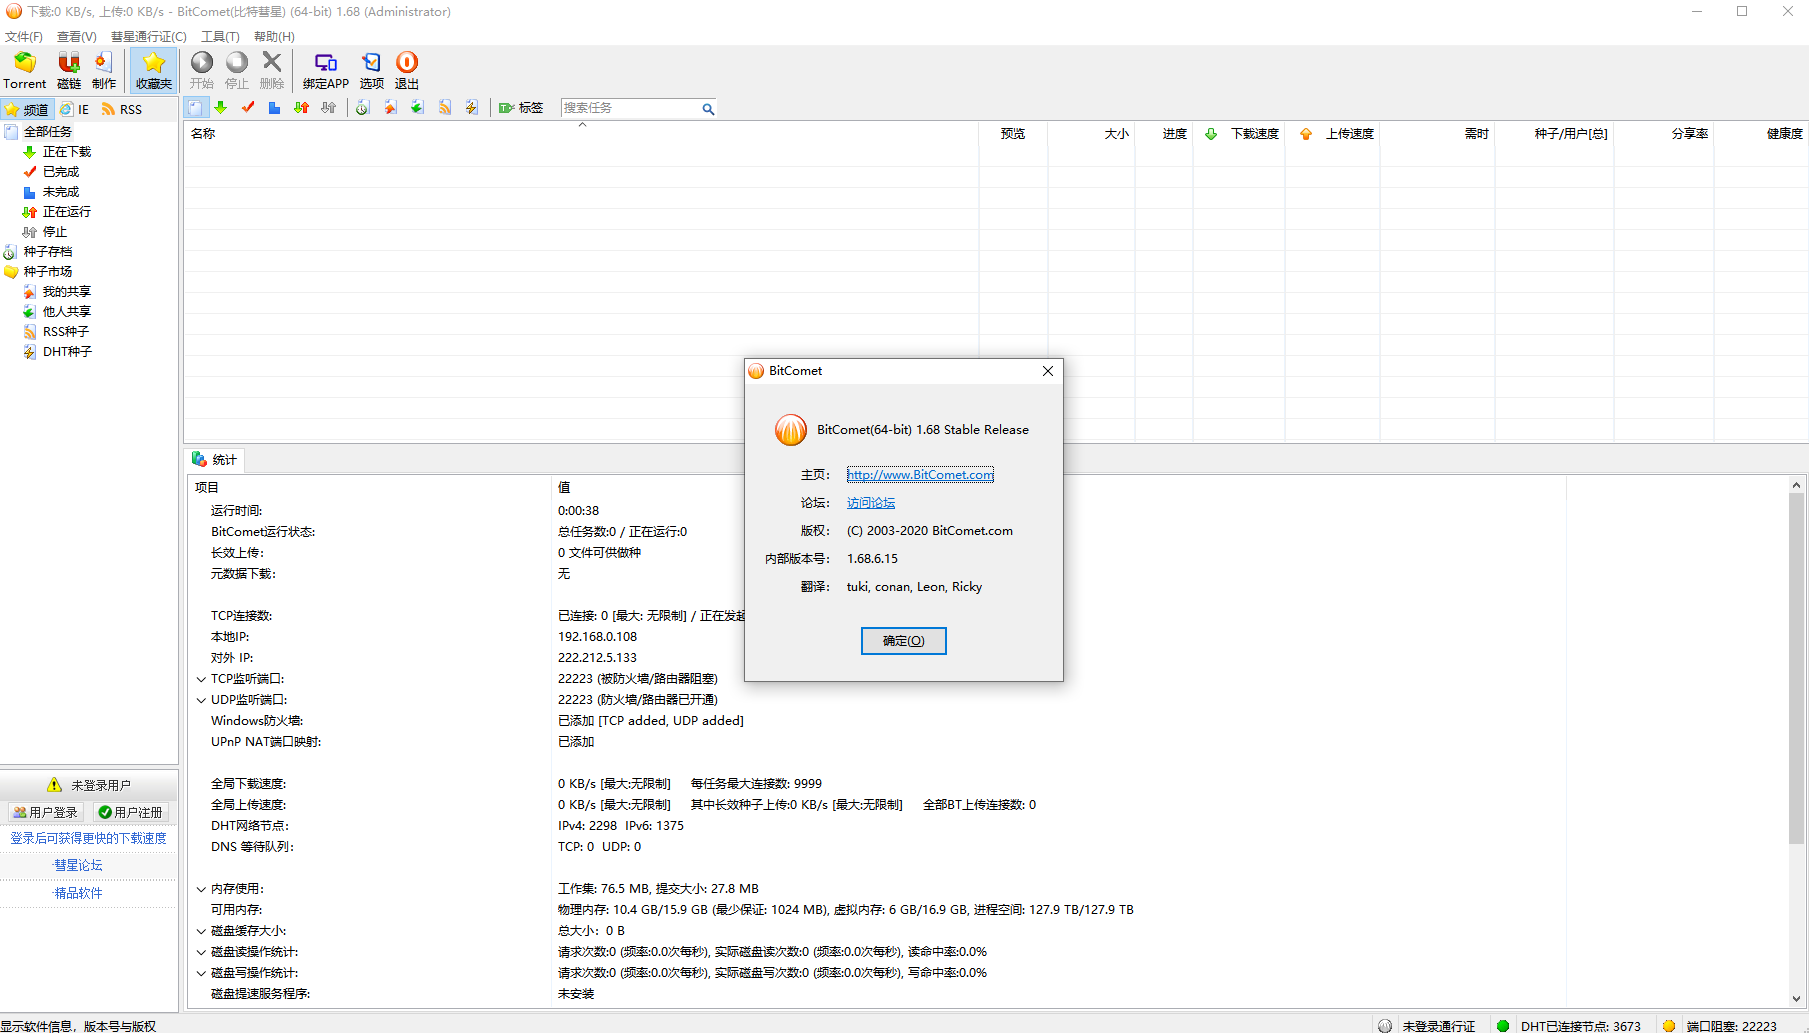 下载:0 KB/s, 上传:0 KB/s - BitComet(比特彗星) (64-bit) 1.68 (Administrator)
文件(F) 查看(V) 彗星通行证(C) 工具(T) 帮助(H)
Torrent 磁链 制作 收藏夹 开始 停止 删除 绑定APP 选项 退出
频道 IE RSS 标签 搜索任务
名称 预览 大小 进度 下载速度 上传速度 需时 种子/用户[总] 分享率 健康度
全部任务
正在下载
已完成
未完成
正在运行
停止
种子存档
种子市场
我的共享
他人共享
RSS种子
DHT种子
BitComet
BitComet(64-bit) 1.68 Stable Release
主页: http://www.BitComet.com
论坛: 访问论坛
版权: (C) 2003-2020 BitComet.com
内部版本号: 1.68.6.15
翻译: tuki, conan, Leon, Ricky
确定(O)
统计
项目 值
运行时间: 0:00:38
BitComet运行状态: 总任务数:0 / 正在运行:0
长效上传: 0 文件可供做种
元数据下载: 无
TCP连接数: 已连接: 0 [最大: 无限制] / 正在发起
本地IP: 192.168.0.108
对外 IP: 222.212.5.133
TCP监听端口: 22223 (被防火墙/路由器阻塞)
UDP监听端口: 22223 (防火墙/路由器已开通)
Windows防火墙: 已添加 [TCP added, UDP added]
UPnP NAT端口映射: 已添加
全局下载速度: 0 KB/s [最大:无限制] 每任务最大连接数: 9999
全局上传速度: 0 KB/s [最大:无限制] 其中长效种子上传:0 KB/s [最大:无限制] 全部BT上传连接数: 0
DHT网络节点: IPv4: 2298 IPv6: 1375
DNS 等待队列: TCP: 0 UDP: 0
内存使用: 工作集: 76.5 MB, 提交大小: 27.8 MB
可用内存: 物理内存: 10.4 GB/15.9 GB (最少保证: 1024 MB), 虚拟内存: 6 GB/16.9 GB, 进程空间: 127.9 TB/127.9 TB
磁盘缓存大小: 总大小: 0 B
磁盘读操作统计: 请求次数:0 (频率:0.0次每秒), 实际磁盘读次数:0 (频率:0.0次每秒), 读命中率:0.0%
磁盘写操作统计: 请求次数:0 (频率:0.0次每秒), 实际磁盘写次数:0 (频率:0.0次每秒), 写命中率:0.0%
磁盘提速服务程序: 未安装
未登录用户
用户登录 用户注册
登录后可获得更快的下载速度
·彗星论坛
·精品软件
显示软件信息，版本号与版权 未登录通行证 DHT已连接节点: 3673 端口阻塞: 22223